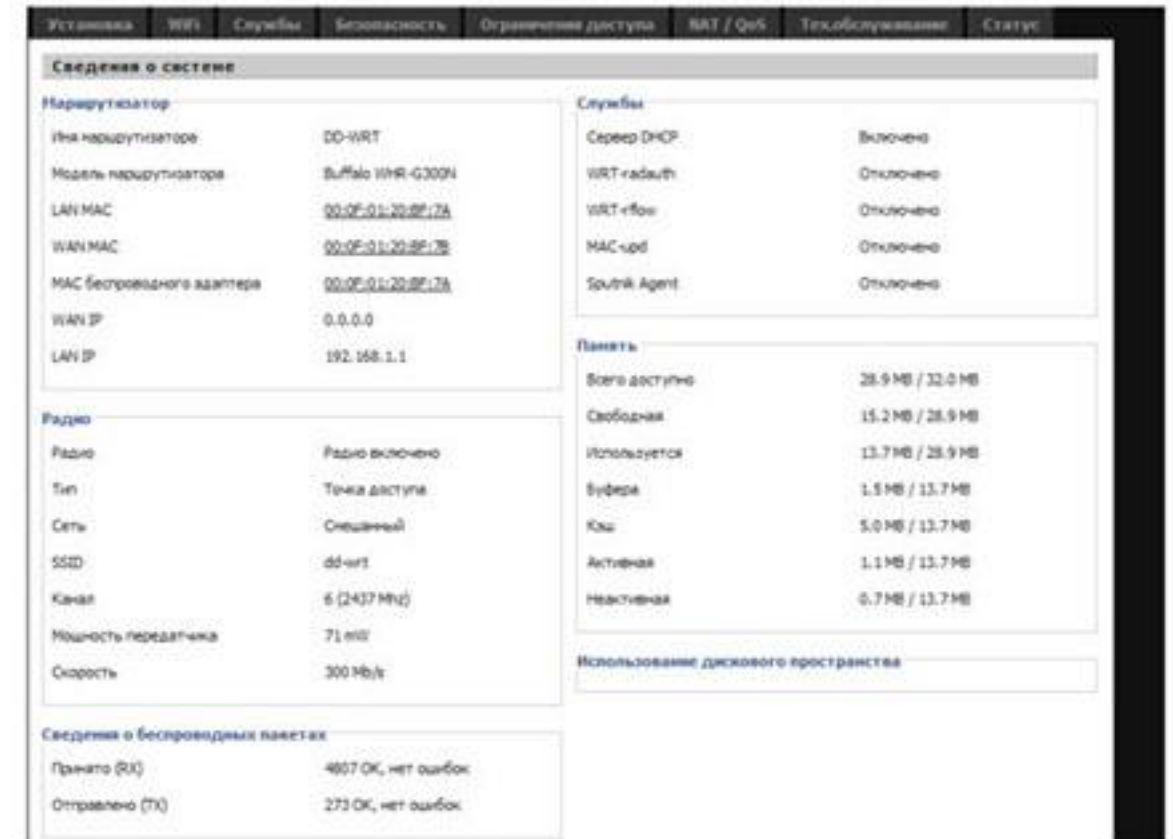 Установка WiFi Службы Безопасность Ограничения доступа NAT / QoS Тех.обслуживание Статус
Сведения о системе
Маршрутизатор
Имя маршрутизатора DD-WRT
Модель маршрутизатора Buffalo WHR-G300N
LAN MAC 00:0F:01:20:BF:7A
WAN MAC 00:0F:01:20:BF:7B
MAC беспроводного адаптера 00:0F:01:20:BF:7A
WAN IP 0.0.0.0
LAN IP 192.168.1.1
Радио
Радио Радио включено
Тип Точка доступа
Сеть Смешанный
SSID dd-wrt
Канал 6 (2437 Mhz)
Мощность передатчика 71 mW
Скорость 300 Mb/s
Сведения о беспроводных пакетах
Принято (RX) 4807 OK, нет ошибок
Отправлено (TX) 273 OK, нет ошибок
Службы
Сервер DHCP Включено
WRT-radauth Отключено
WRT-rflow Отключено
MAC-upd Отключено
Sputnik Agent Отключено
Память
Всего доступно 28.9 MB / 32.0 MB
Свободная 15.2 MB / 28.9 MB
Используется 13.7 MB / 28.9 MB
Буфера 1.5 MB / 13.7 MB
Кэш 5.0 MB / 13.7 MB
Активная 1.1 MB / 13.7 MB
Неактивная 0.7 MB / 13.7 MB
Использование дискового пространства